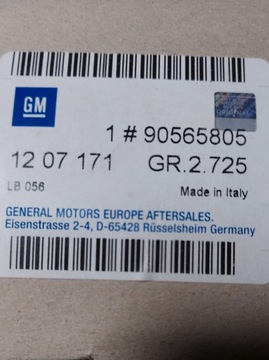 GM
1 # 90565805
12 07 171 GR.2.725
LB 056 Made in Italy
GENERAL MOTORS EUROPE AFTERSALES.
Eisenstrasse 2-4, D-65428 Rüsselsheim Germany